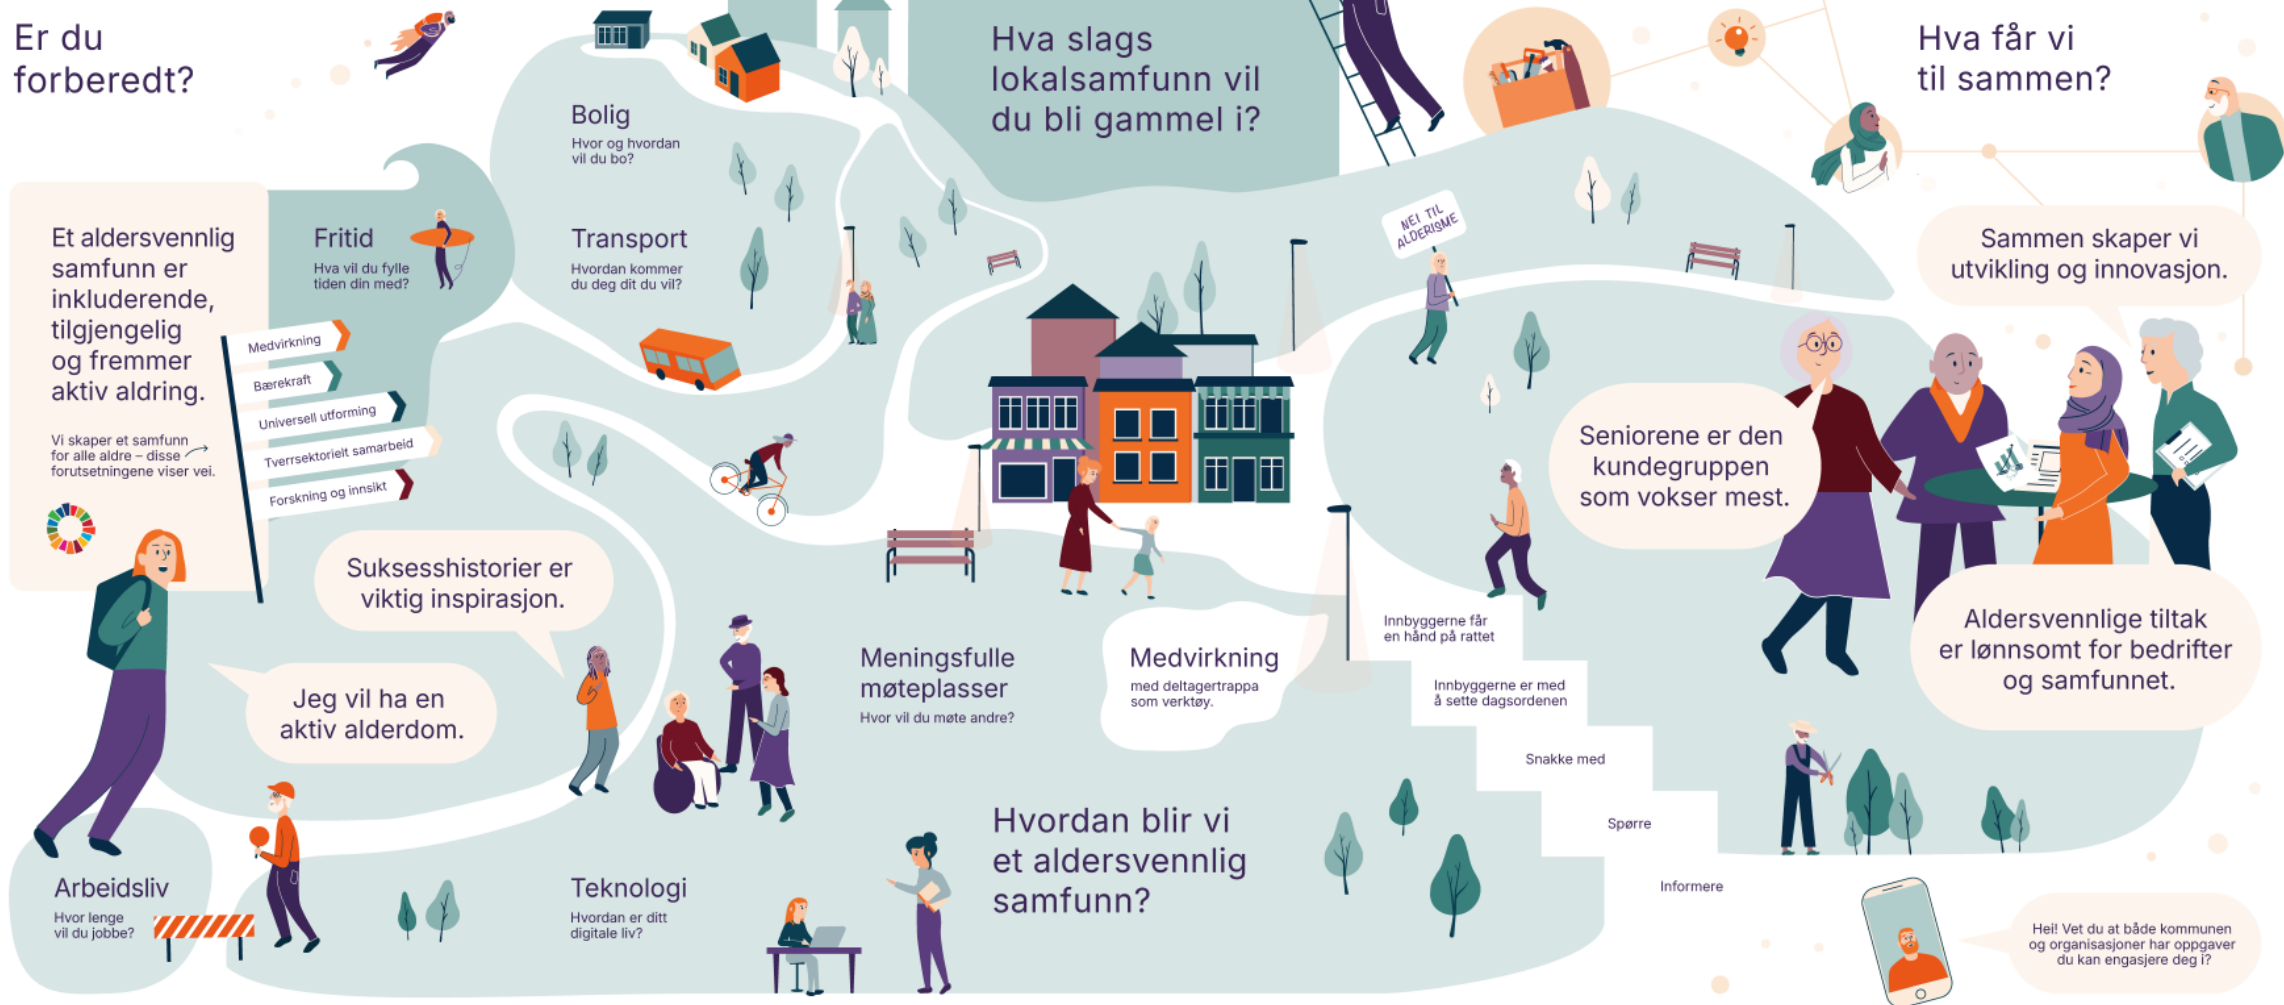 Er du
forberedt?
Hva slags
lokalsamfunn vil
du bli gammel i?
Hva får vi
til sammen?
Bolig
Hvor og hvordan
vil du bo?
Et aldersvennlig
samfunn er
inkluderende,
tilgjengelig
og fremmer
aktiv aldring.
Vi skaper et samfunn
for alle aldre – disse
forutsetningene viser vei.
Fritid
Hva vil du fylle
tiden din med?
Transport
Hvordan kommer
du deg dit du vil?
NEI TIL
ALDERISME
Sammen skaper vi
utvikling og innovasjon.
Medvirkning
Bærekraft
Universell utforming
Tverrsektorielt samarbeid
Forskning og innsikt
Seniorene er den
kundegruppen
som vokser mest.
Suksesshistorier er
viktig inspirasjon.
Jeg vil ha en
aktiv alderdom.
Meningsfulle
møteplasser
Hvor vil du møte andre?
Medvirkning
med deltagertrappa
som verktøy.
Innbyggerne får
en hånd på rattet
Innbyggerne er med
å sette dagsordenen
Snakke med
Spørre
Informere
Aldersvennlige tiltak
er lønnsomt for bedrifter
og samfunnet.
Arbeidsliv
Hvor lenge
vil du jobbe?
Teknologi
Hvordan er ditt
digitale liv?
Hvordan blir vi
et aldersvennlig
samfunn?
Hei! Vet du at både kommunen
og organisasjoner har oppgaver
du kan engasjere deg i?